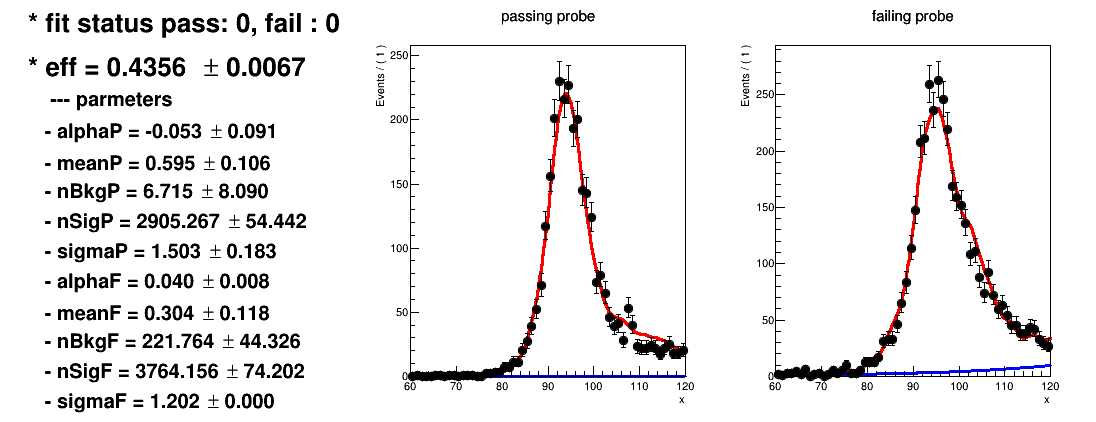 * fit status pass: 0, fail : 0
* eff = 0.4356 ± 0.0067
--- parmeters
- alphaP = -0.053 ± 0.091
- meanP = 0.595 ± 0.106
- nBkgP = 6.715 ± 8.090
- nSigP = 2905.267 ± 54.442
- sigmaP = 1.503 ± 0.183
- alphaF = 0.040 ± 0.008
- meanF = 0.304 ± 0.118
- nBkgF = 221.764 ± 44.326
- nSigF = 3764.156 ± 74.202
- sigmaF = 1.202 ± 0.000
passing probe
Events / ( 1 )
250
200
150
100
50
0
60 70 80 90 100 110 120
x
failing probe
Events / ( 1 )
250
200
150
100
50
0
60 70 80 90 100 110 120
x